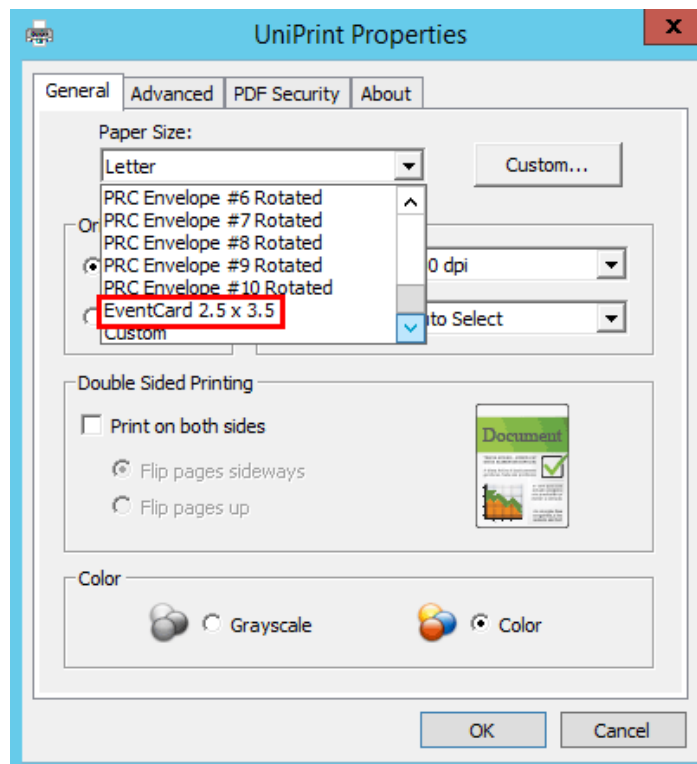 UniPrint Properties
x
General
Advanced
PDF Security
About
Paper Size:
Letter
Custom...
PRC Envelope #6 Rotated
PRC Envelope #7 Rotated
PRC Envelope #8 Rotated
PRC Envelope #9 Rotated
PRC Envelope #10 Rotated
EventCard 2.5 x 3.5
Custom
Or
0 dpi
to Select
Double Sided Printing
Print on both sides
Flip pages sideways
Flip pages up
Document
Color
Grayscale
Color
OK
Cancel